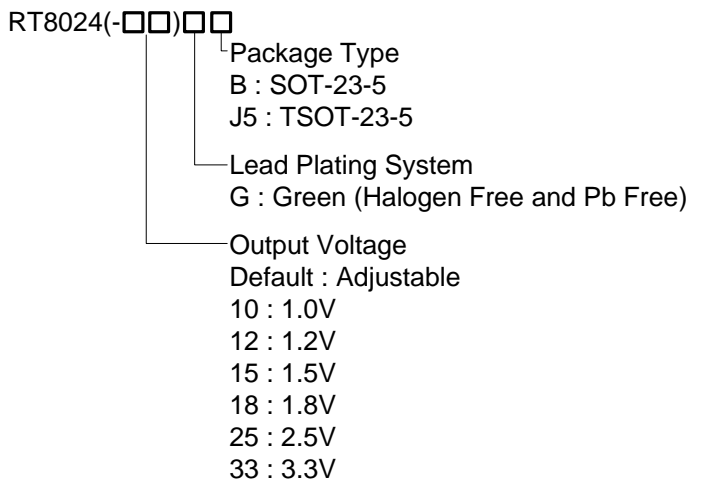 RT8024(-□□)□□
Package Type
B : SOT-23-5
J5 : TSOT-23-5
Lead Plating System
G : Green (Halogen Free and Pb Free)
Output Voltage
Default : Adjustable
10 : 1.0V
12 : 1.2V
15 : 1.5V
18 : 1.8V
25 : 2.5V
33 : 3.3V